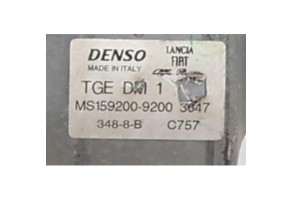 DENSO
MADE IN ITALY
LANCIA
FIAT
TGE DM 1
MS159200-9200 3647
348-8-B C757